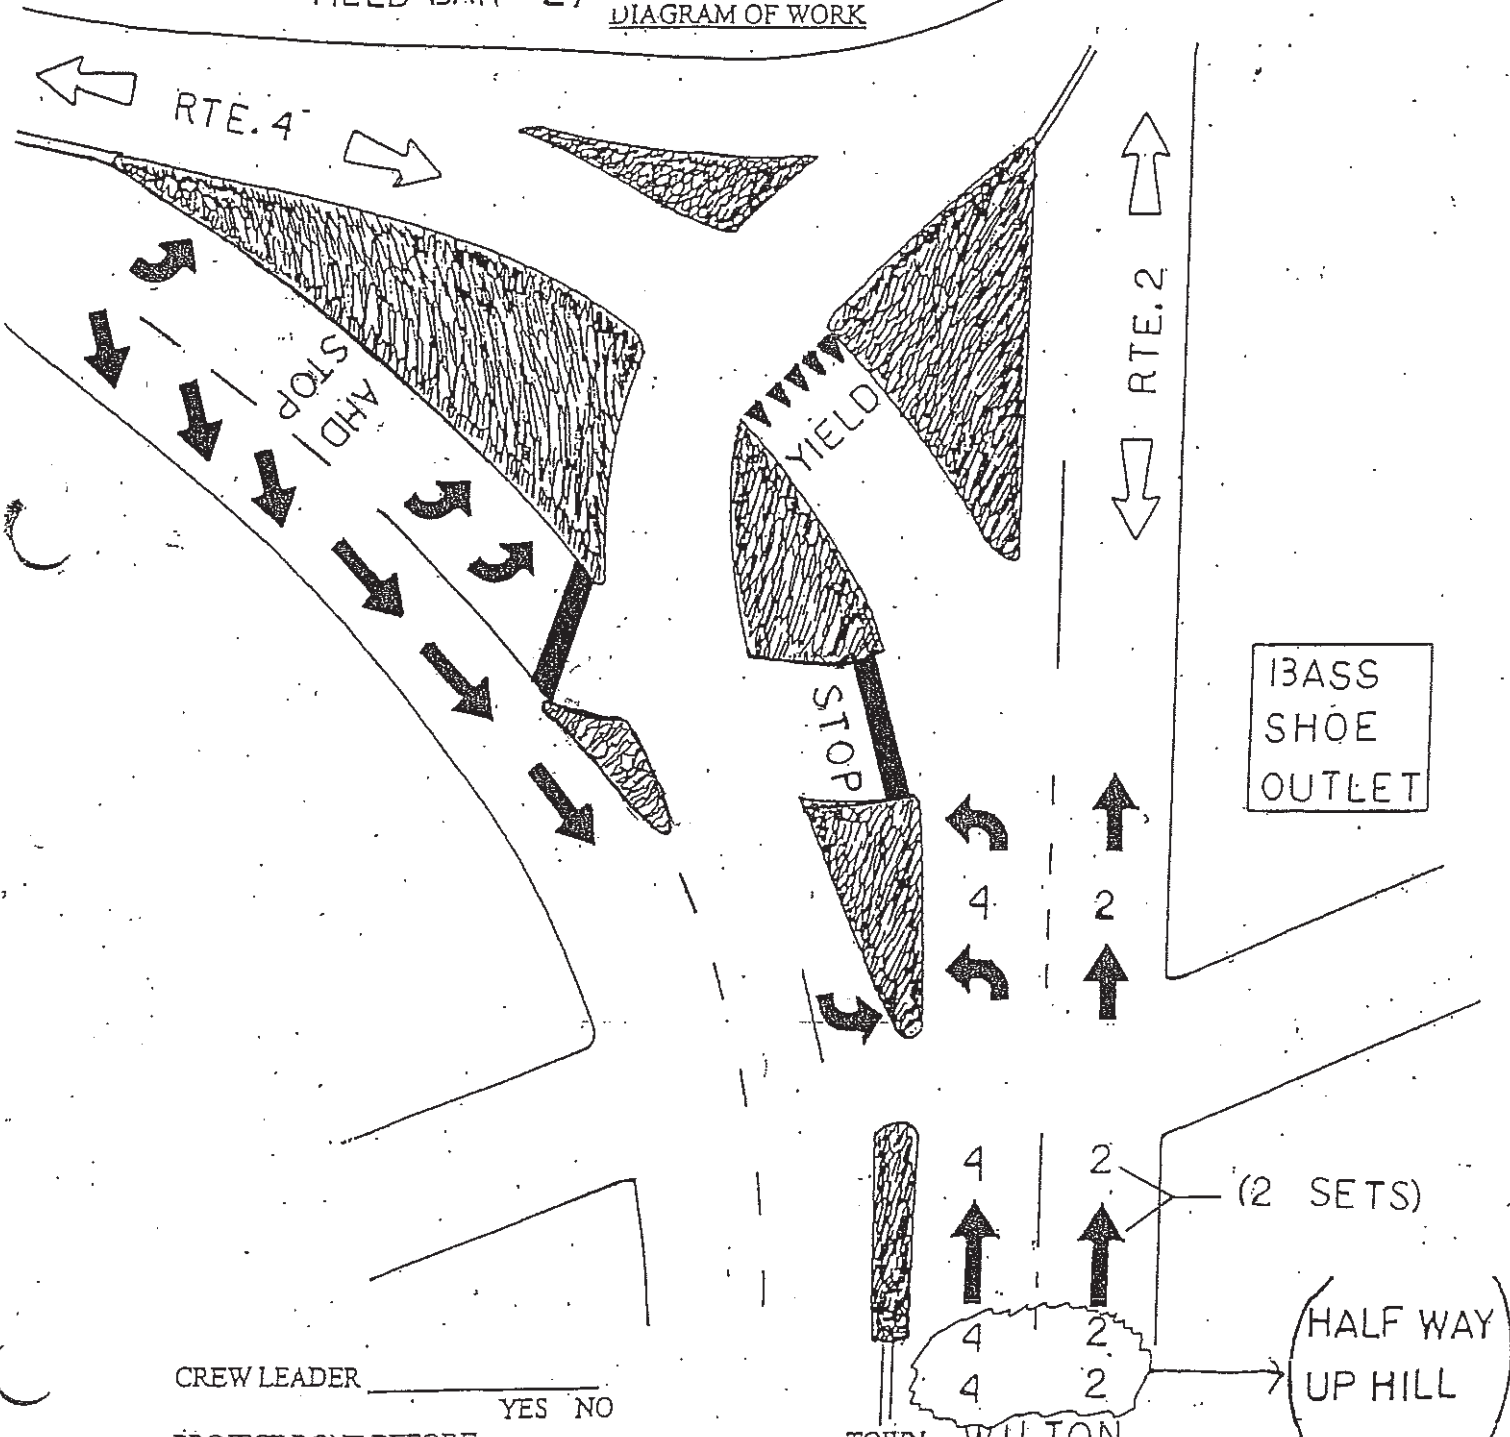 DIAGRAM OF WORK
RTE. 4
RTE. 2
STOP
AHD
YIELD
BASS
SHOE
OUTLET
STOP
4 2
4 2
(2 SETS)
4 2
4 2
(HALF WAY
UP HILL)
CREW LEADER
YES NO
WILTON